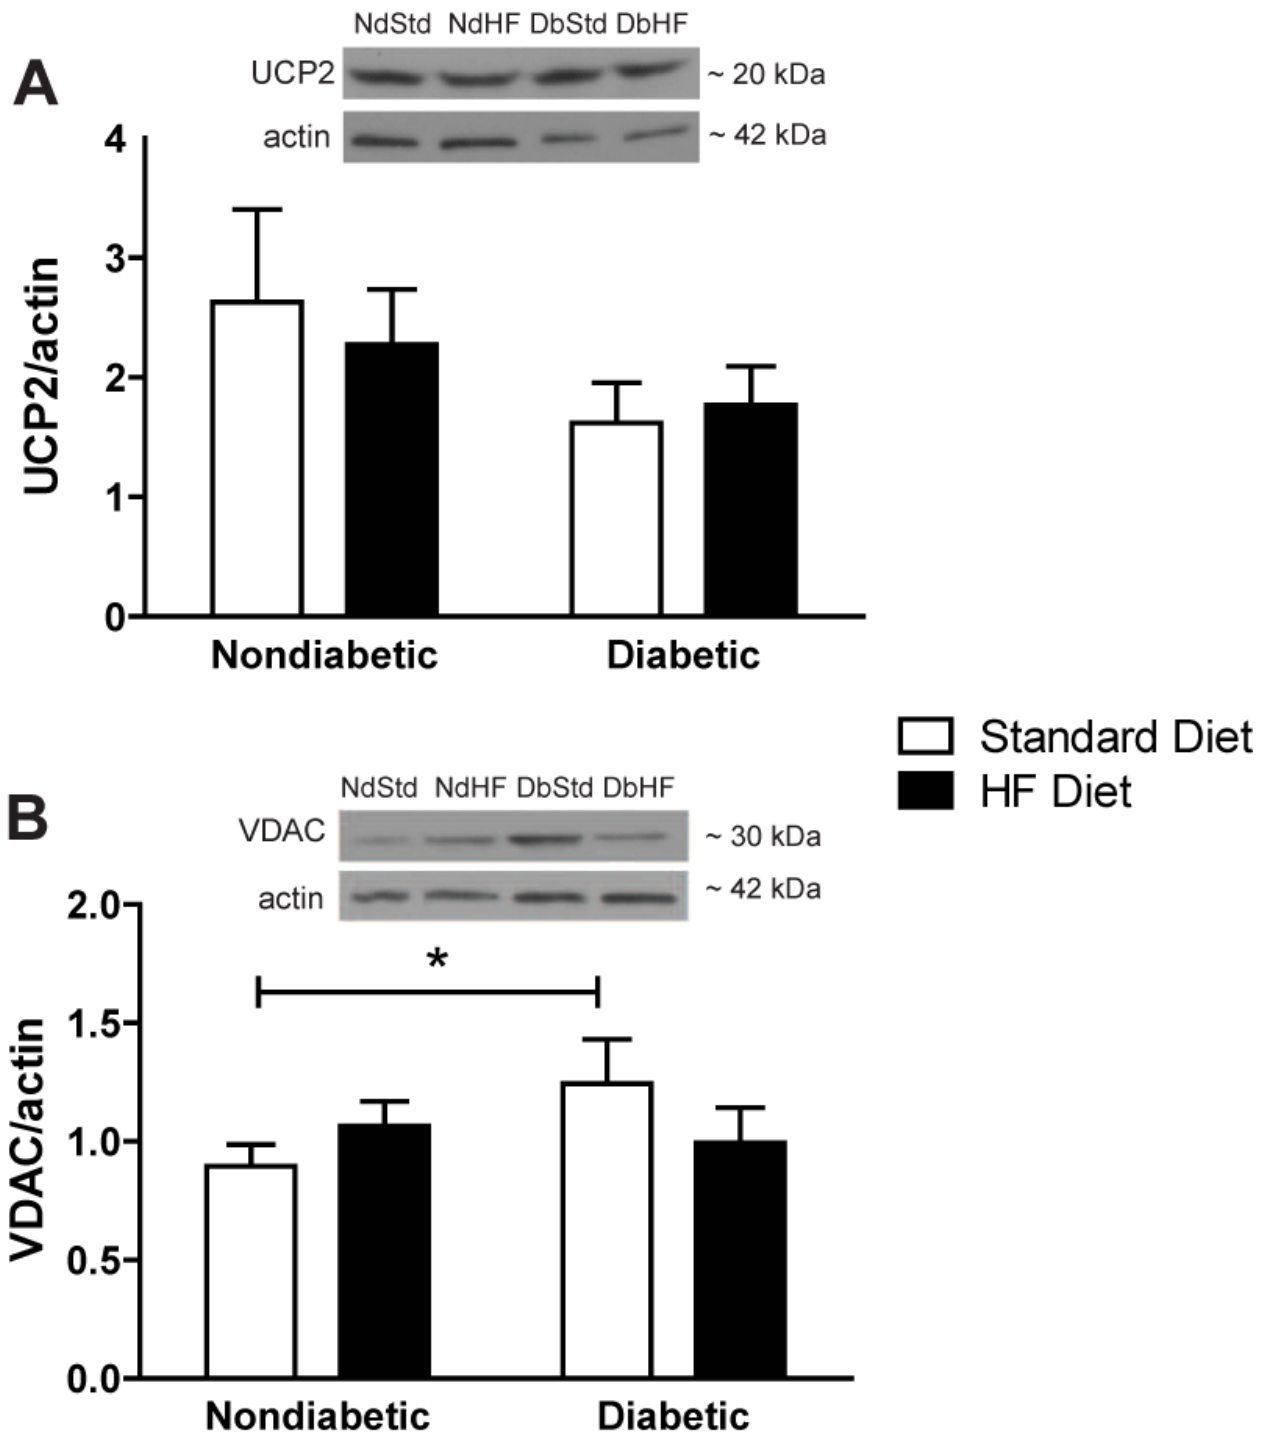 A
NdStd NdHF DbStd DbHF
UCP2 ~ 20 kDa
actin ~ 42 kDa
4
3
2
1
0
UCP2/actin
Nondiabetic Diabetic
Standard Diet
HF Diet
B
NdStd NdHF DbStd DbHF
VDAC ~ 30 kDa
actin ~ 42 kDa
2.0
*
1.5
1.0
0.5
0.0
VDAC/actin
Nondiabetic Diabetic